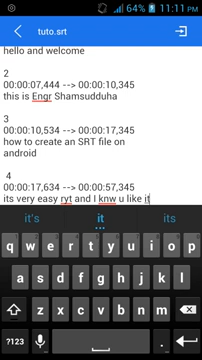 64% 11:11 PM
tuto.srt
hello and welcome
2
00:00:07,444 --> 00:00:10,345
this is Engr Shamsudduha
3
00:00:10,534 --> 00:00:17,345
how to create an SRT file on
android
4
00:00:17,634 --> 00:00:57,345
its very easy ryt and I knw u like it
it's it its
q w e r t y u i o p
a s d f g h j k l
z x c v b n m
?123 .